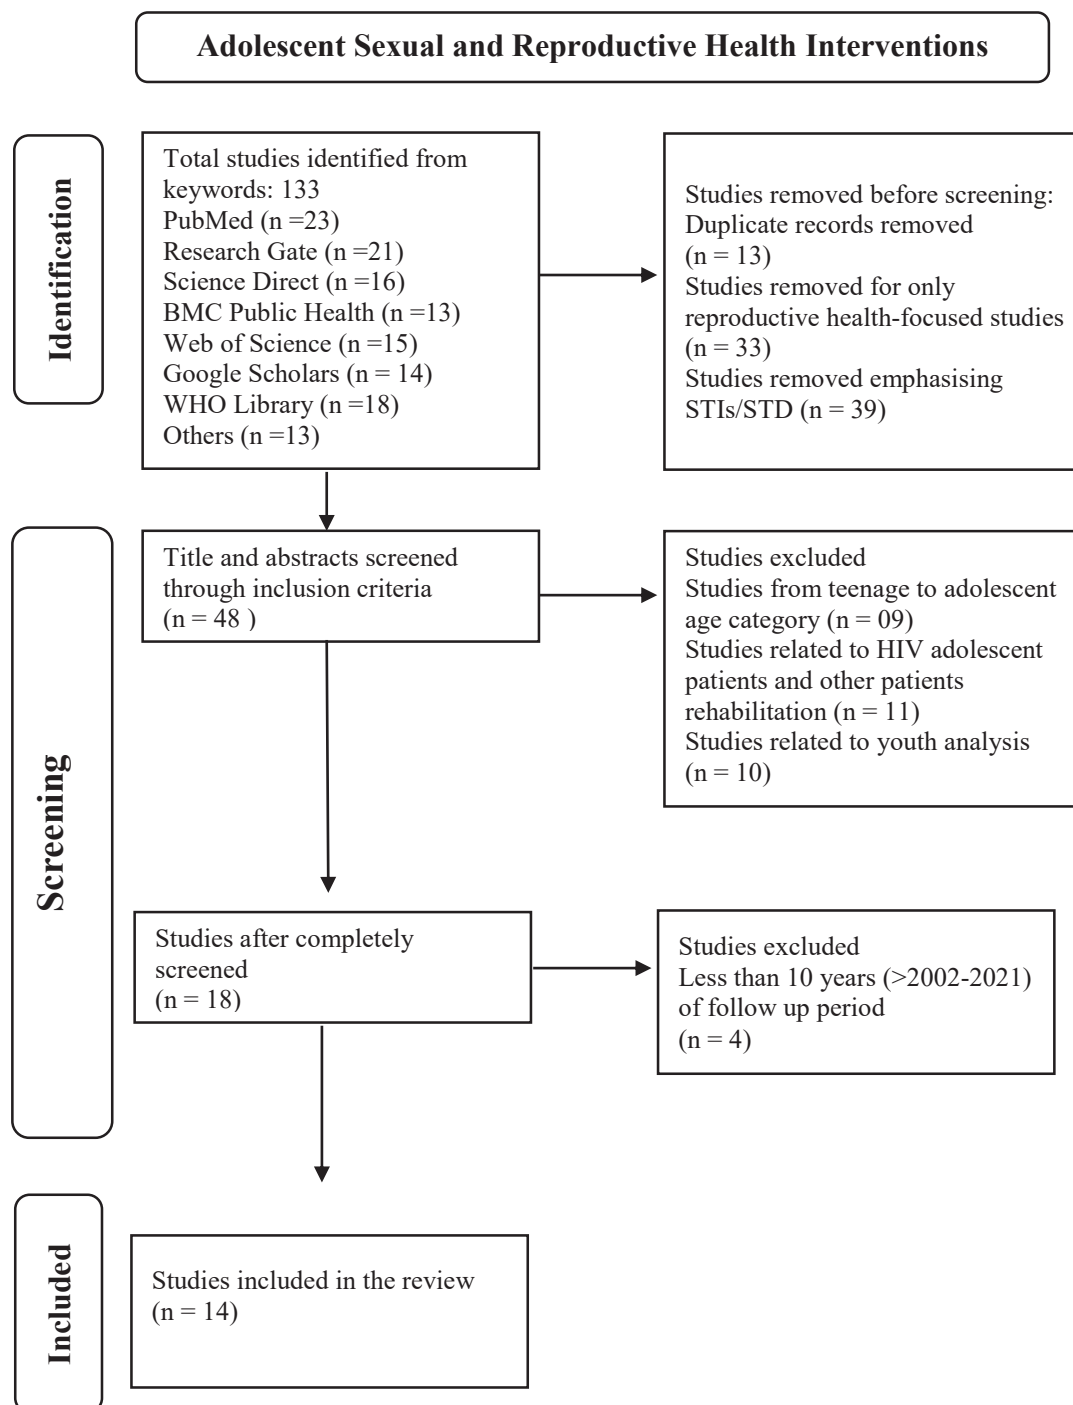 Adolescent Sexual and Reproductive Health Interventions
Identification
Total studies identified from
keywords: 133
PubMed (n =23)
Research Gate (n =21)
Science Direct (n =16)
BMC Public Health (n =13)
Web of Science (n =15)
Google Scholars (n = 14)
WHO Library (n =18)
Others (n =13)
Studies removed before screening:
Duplicate records removed
(n = 13)
Studies removed for only
reproductive health-focused studies
(n = 33)
Studies removed emphasising
STIs/STD (n = 39)
Screening
Title and abstracts screened
through inclusion criteria
(n = 48 )
Studies excluded
Studies from teenage to adolescent
age category (n = 09)
Studies related to HIV adolescent
patients and other patients
rehabilitation (n = 11)
Studies related to youth analysis
(n = 10)
Studies after completely
screened
(n = 18)
Studies excluded
Less than 10 years (>2002-2021)
of follow up period
(n = 4)
Included
Studies included in the review
(n = 14)